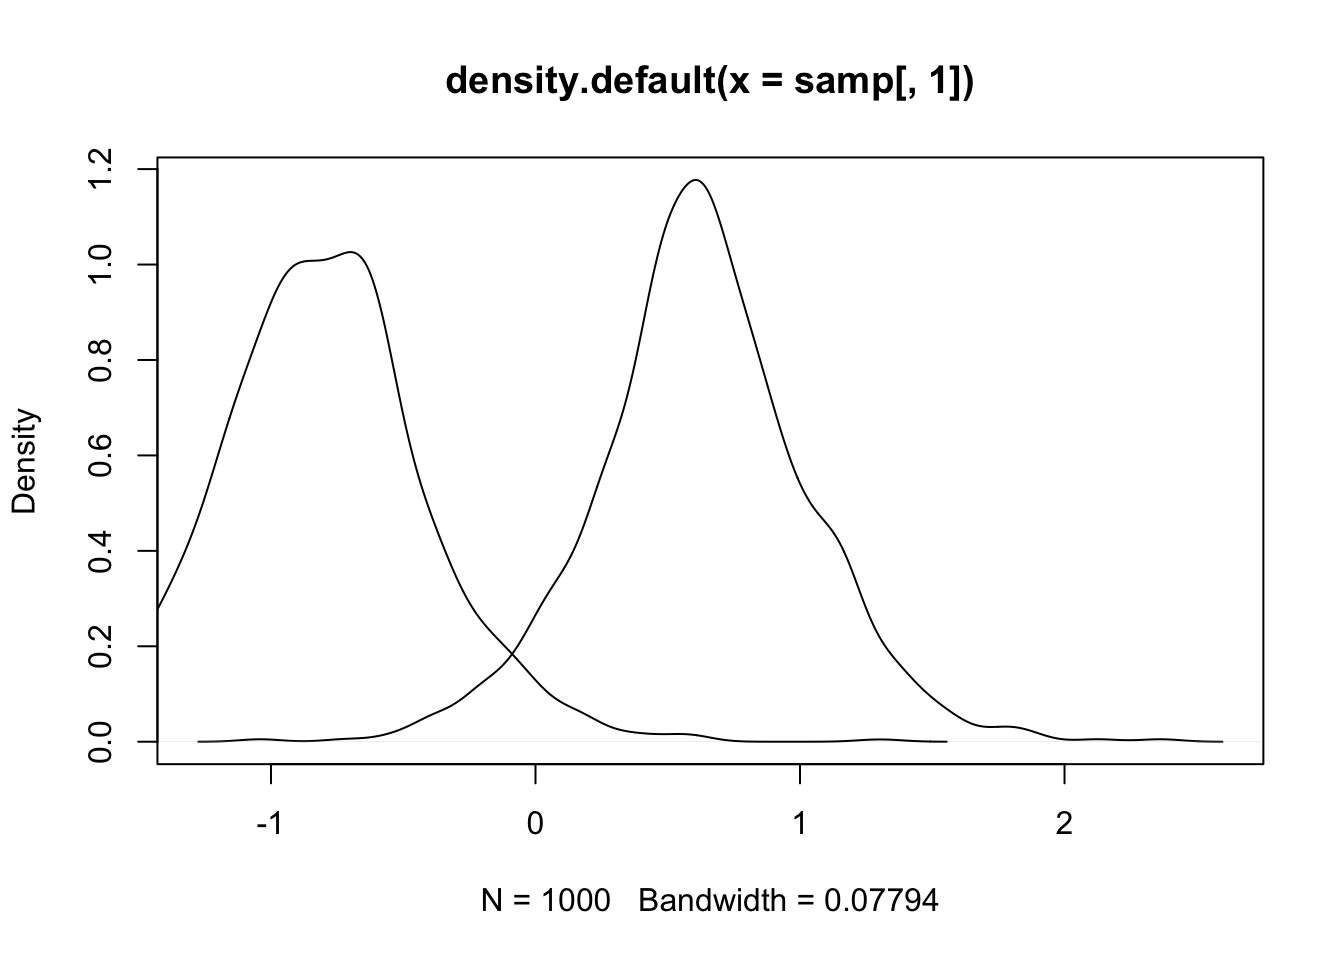 density.default(x = samp[, 1])
Density
1.2
1.0
0.8
0.6
0.4
0.2
0.0
-1 0 1 2
N = 1000 Bandwidth = 0.07794